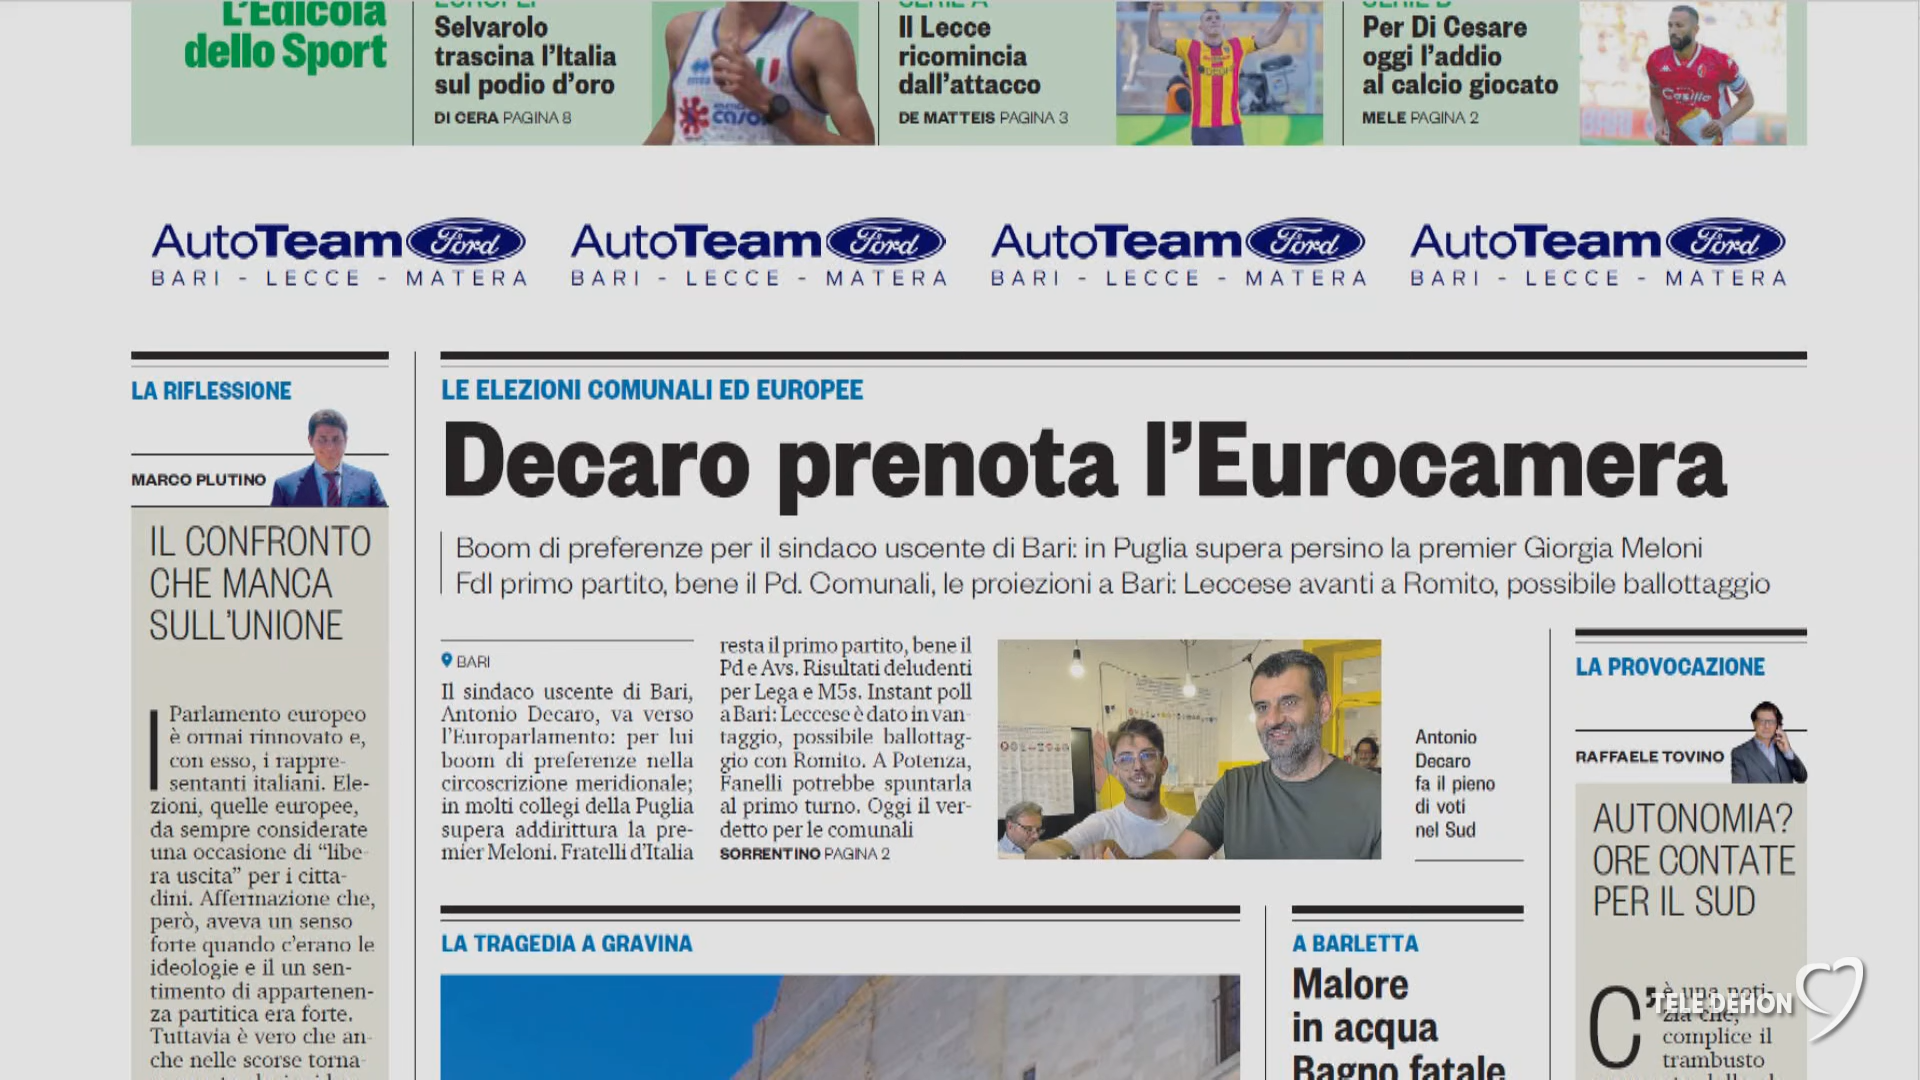 L'Edicola
dello Sport
EUROPEI
Selvarolo
trascina l'Italia
sul podio d'oro
DI CERA PAGINA 8
SERIE A
Il Lecce
ricomincia
dall'attacco
DE MATTEIS PAGINA 3
Per Di Cesare
oggi l'addio
al calcio giocato
MELE PAGINA 2
Casillo
AutoTeam Ford
BARI - LECCE - MATERA
AutoTeam Ford
BARI - LECCE - MATERA
AutoTeam Ford
BARI - LECCE - MATERA
AutoTeam Ford
BARI - LECCE - MATERA
LA RIFLESSIONE
MARCO PLUTINO
IL CONFRONTO
CHE MANCA
SULL'UNIONE
l Parlamento europeo
è ormai rinnovato e,
con esso, i rappre-
sentanti italiani. Ele-
zioni, quelle europee,
da sempre considerate
una occasione di “libe-
ra uscita” per i citta-
dini. Affermazione che,
però, aveva un senso
forte quando c'erano le
ideologie e il un sen-
timento di appartenen-
za partitica era forte.
Tuttavia è vero che an-
che nelle scorse torna-
LE ELEZIONI COMUNALI ED EUROPEE
Decaro prenota l'Eurocamera
Boom di preferenze per il sindaco uscente di Bari: in Puglia supera persino la premier Giorgia Meloni
FdI primo partito, bene il Pd. Comunali, le proiezioni a Bari: Leccese avanti a Romito, possibile ballottaggio
BARI
Il sindaco uscente di Bari,
Antonio Decaro, va verso
l'Europarlamento: per lui
boom di preferenze nella
circoscrizione meridionale;
in molti collegi della Puglia
supera addirittura la pre-
mier Meloni. Fratelli d'Italia
resta il primo partito, bene il
Pd e Avs. Risultati deludenti
per Lega e M5s. Instant poll
a Bari: Leccese è dato in van-
taggio, possibile ballottag-
gio con Romito. A Potenza,
Fanelli potrebbe spuntarla
al primo turno. Oggi il ver-
detto per le comunali
SORRENTINO PAGINA 2
Antonio
Decaro
fa il pieno
di voti
nel Sud
LA PROVOCAZIONE
RAFFAELE TOVINO
AUTONOMIA?
ORE CONTATE
PER IL SUD
C'è una noti-
zia che,
complice il
trambusto
LA TRAGEDIA A GRAVINA
A BARLETTA
Malore
in acqua
Bagno fatale
TELE DEHON